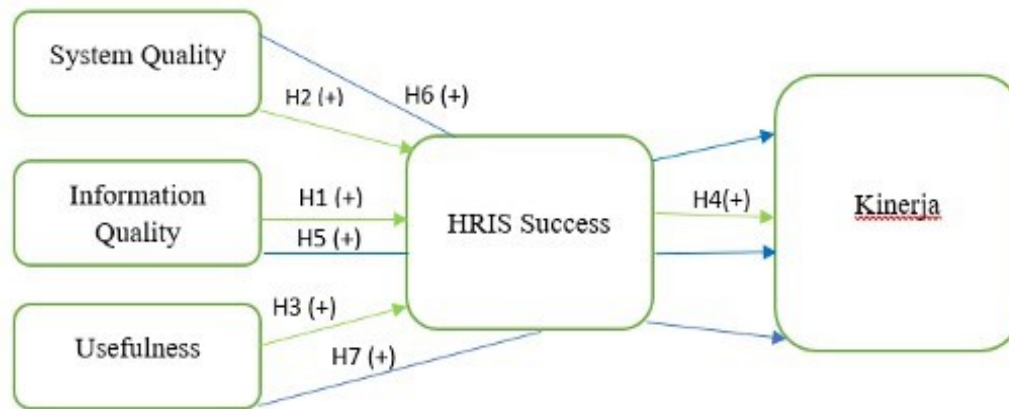 System Quality
H2 (+)
H6 (+)
Information
Quality
H1 (+)
H5 (+)
HRIS Success
H4(+)
Kinerja
Usefulness
H3 (+)
H7 (+)